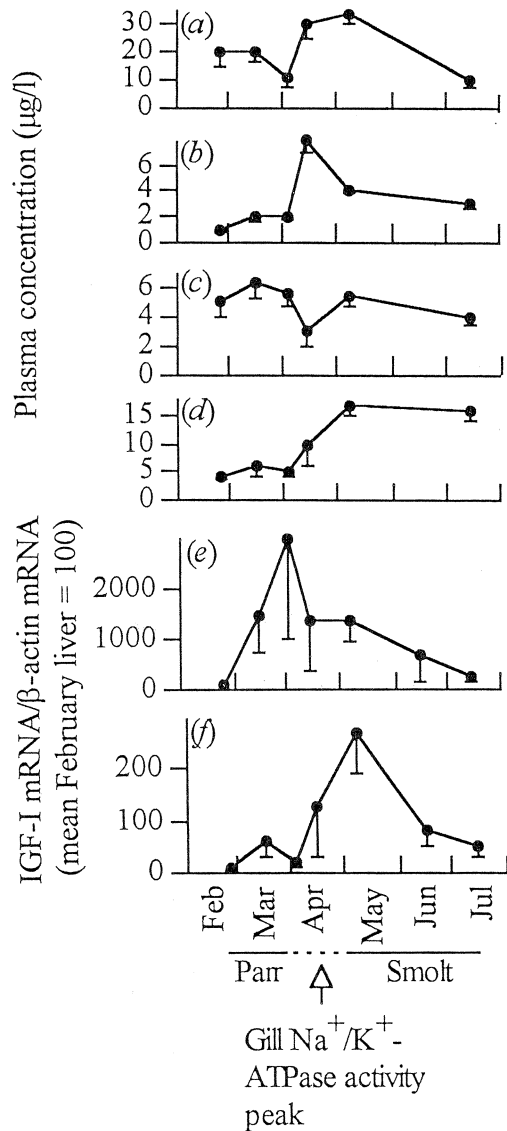 Plasma concentration (μg/l)
(a)
30
20
10
0
(b)
6
4
2
0
(c)
6
4
2
0
(d)
15
10
5
0
IGF-I mRNA/β-actin mRNA
(mean February liver = 100)
(e)
2000
1000
0
(f)
200
100
0
Feb Mar Apr May Jun Jul
Parr Smolt
Gill Na+/K+-
ATPase activity
peak